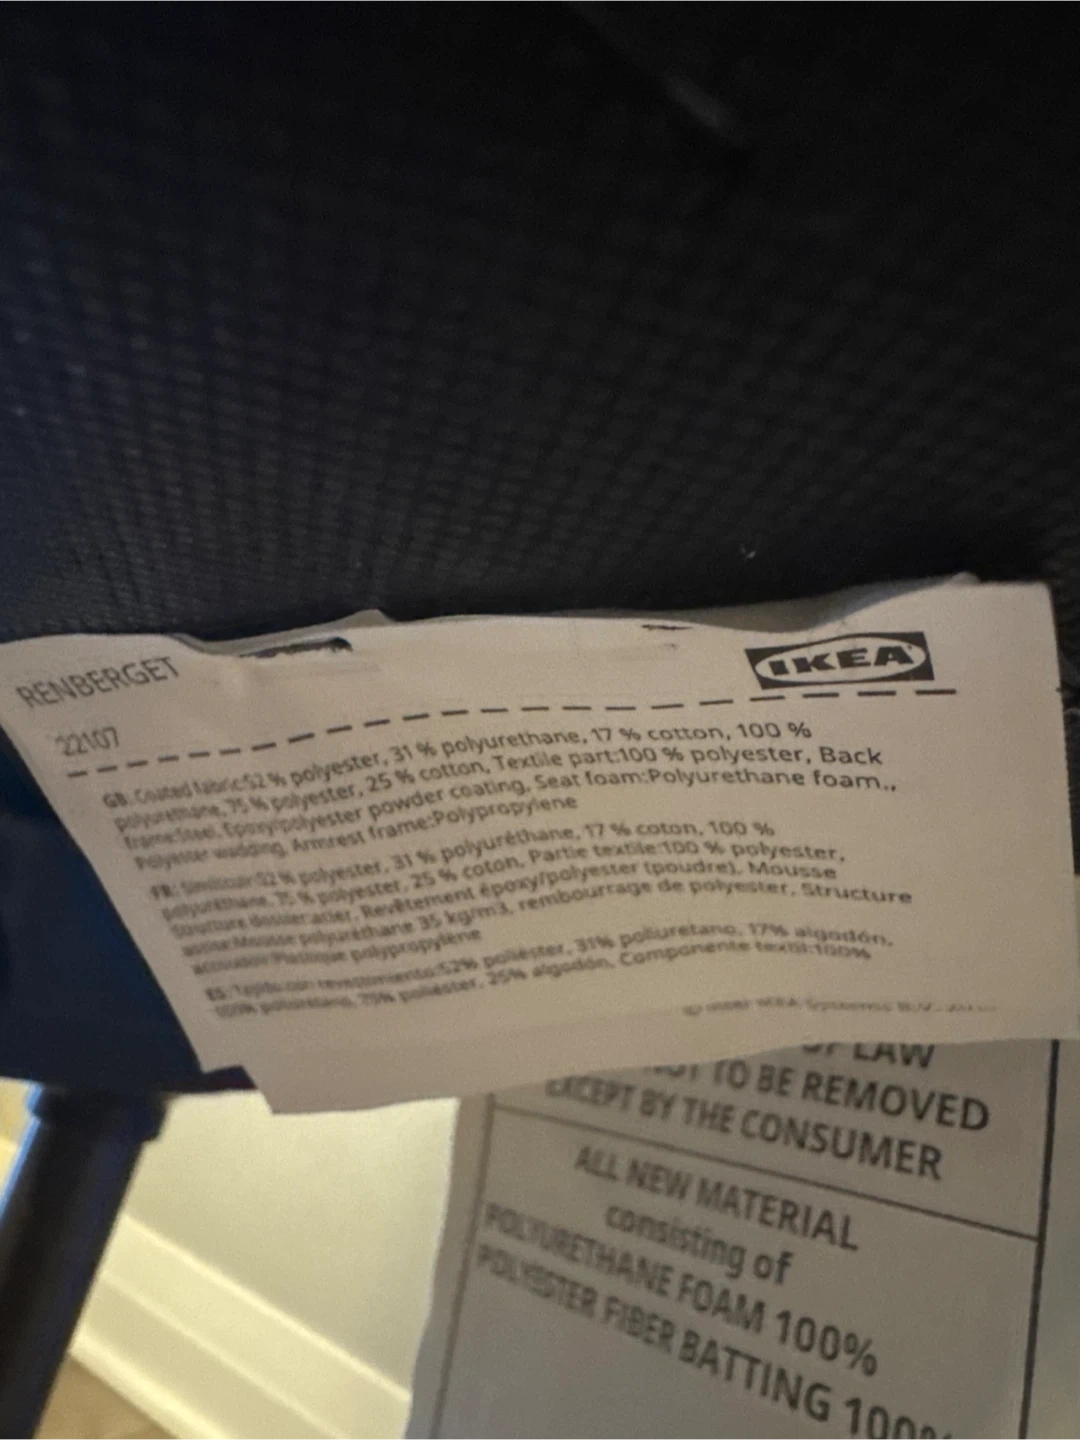 RENBERGET
IKEA
22107
GB: Coated fabric:52 % polyester, 31 % polyurethane, 17 % cotton, 100 %
polyurethane, 75 % polyester, 25 % cotton, Textile part:100 % polyester, Back
frame:Steel, Epoxy/polyester powder coating, Seat foam:Polyurethane foam.,
Polyester wadding, Armrest frame:Polypropylene
FR: 52 % polyester, 31 % polyuréthane, 17 % coton, 100 %
polyuréthane, 75 % polyester, 25 % coton, Partie textile:100 % polyester,
Structure dossier:acier, Revêtement époxy/polyester (poudre), Mousse
assise:Mousse polyuréthane 35 kg/m3, rembourrage de polyester, Structure
accoudoir:Plastique polypropylène
ES: Tejido con revestimiento:52% poliéster, 31% poliuretano, 17% algodón,
100% poliuretano, 75% poliéster, 25% algodón, Componente textil:100%
IKEA Systems B.V.
OF LAW
NOT TO BE REMOVED
EXCEPT BY THE CONSUMER
ALL NEW MATERIAL
consisting of
POLYURETHANE FOAM 100%
POLYESTER FIBER BATTING 100%